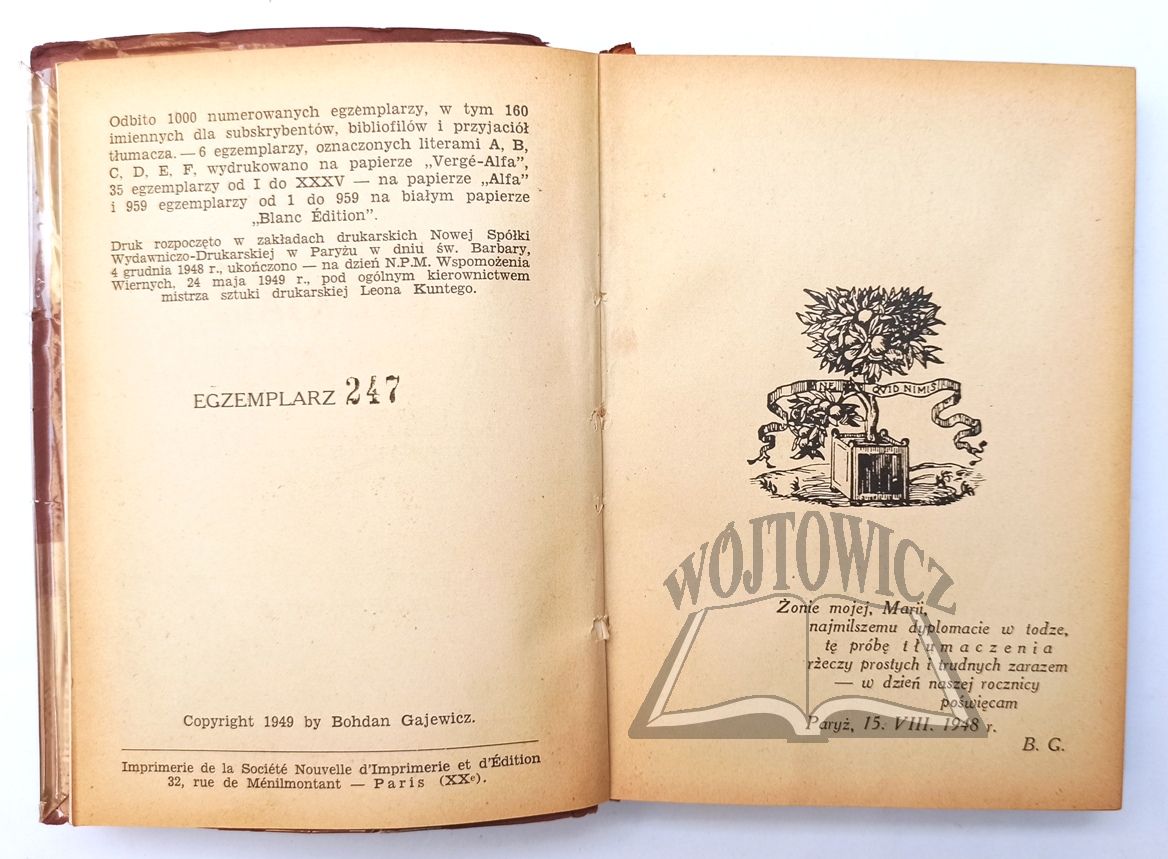 Odbito 1000 numerowanych egzemplarzy, w tym 160
imiennych dla subskrybentów, bibliofilów i przyjaciół
tłumacza. — 6 egzemplarzy, oznaczonych literami A, B,
C, D, E, F, wydrukowano na papierze „Vergé-Alfa”,
35 egzemplarzy od I do XXXV — na papierze „Alfa”
i 959 egzemplarzy od 1 do 959 na białym papierze
„Blanc Édition”.
Druk rozpoczęto w zakładach drukarskich Nowej Spółki
Wydawniczo-Drukarskiej w Paryżu w dniu św. Barbary,
4 grudnia 1948 r., ukończono — na dzień N.P.M. Wspomożenia
Wiernych, 24 maja 1949 r., pod ogólnym kierownictwem
mistrza sztuki drukarskiej Leona Kuntego.
EGZEMPLARZ 247
Copyright 1949 by Bohdan Gajewicz.
Imprimerie de la Société Nouvelle d'Imprimerie et d'Édition
32, rue de Ménilmontant — Paris (XXe).
NE QVID NIMIS
WÓJTOWICZ
Żonie mojej, Marii,
najmilszemu dyplomacie w todze,
tę próbę tłumaczenia
rzeczy prostych i trudnych zarazem
— w dzień naszej rocznicy
poświęcam
Paryż, 15. VIII. 1948 r.
B. G.